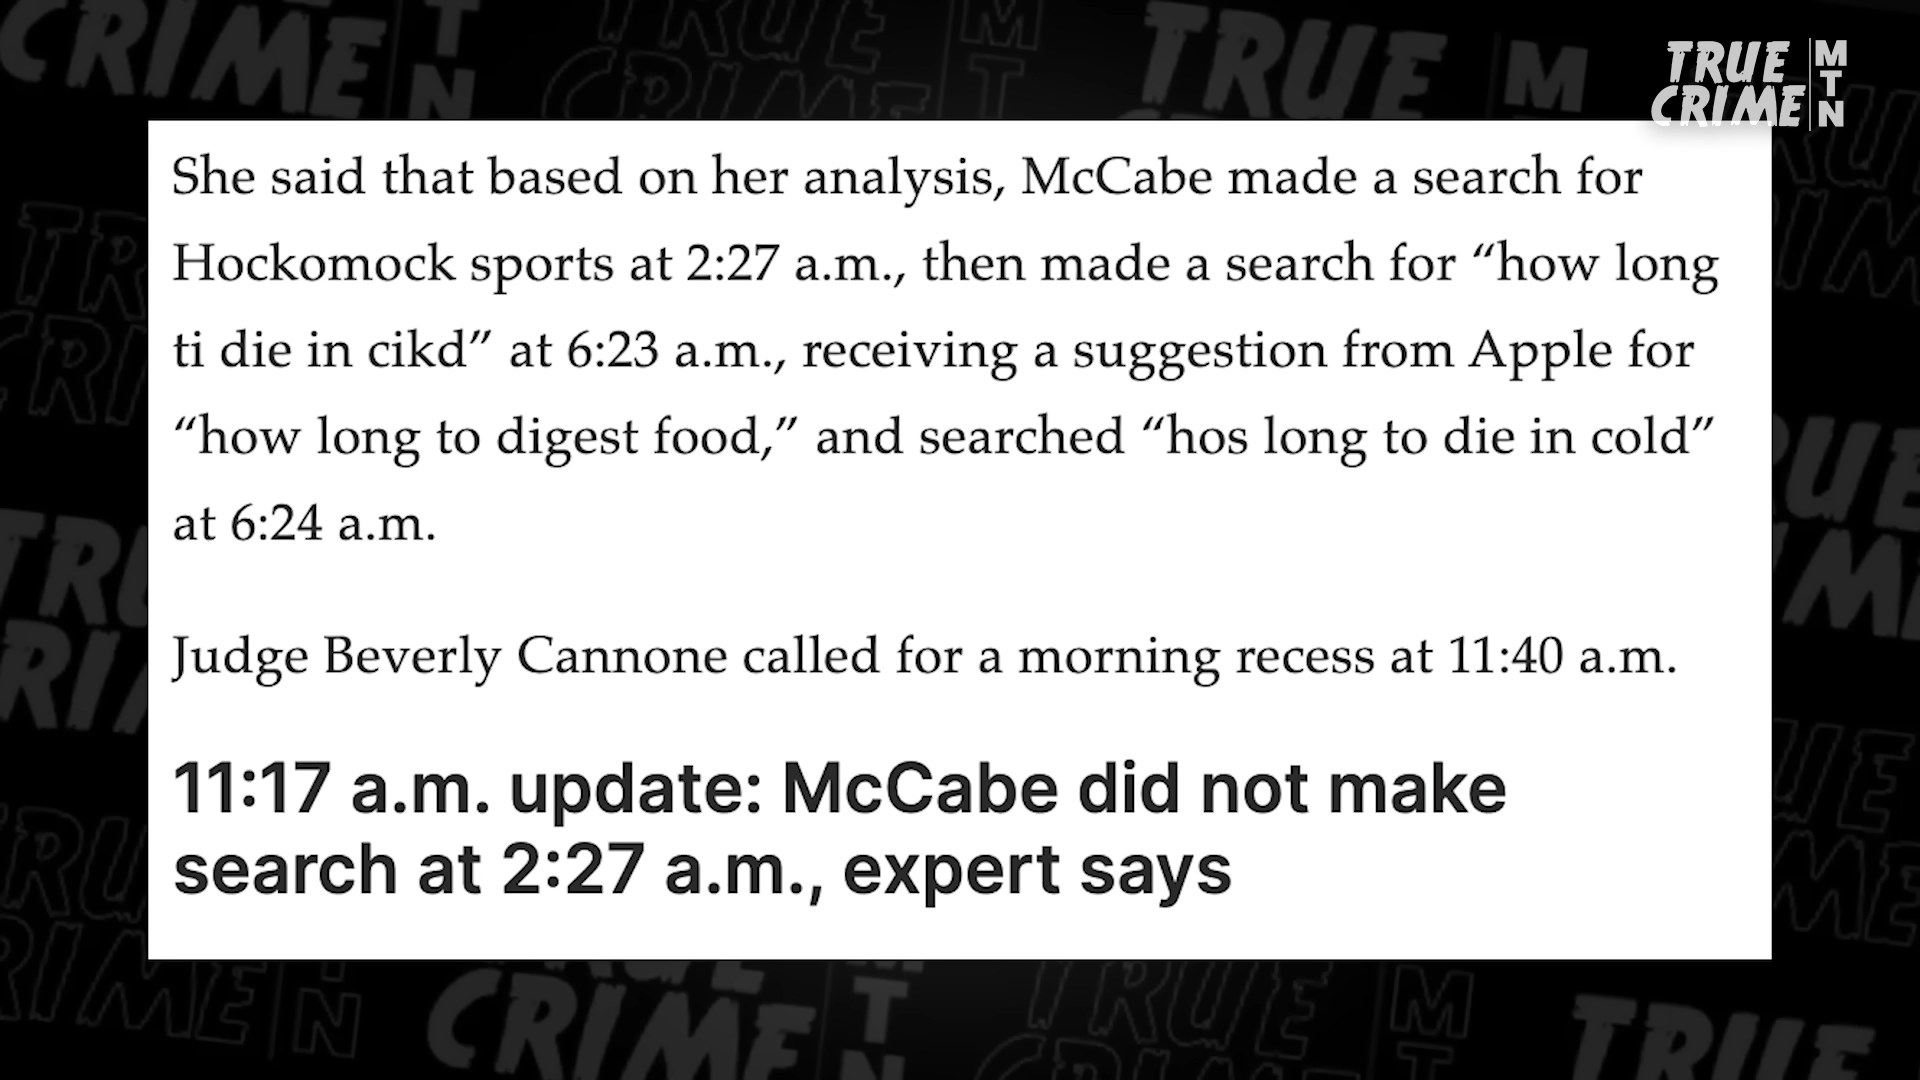 TRUE CRIME MTN
She said that based on her analysis, McCabe made a search for
Hockomock sports at 2:27 a.m., then made a search for “how long
ti die in cikd” at 6:23 a.m., receiving a suggestion from Apple for
“how long to digest food,” and searched “hos long to die in cold”
at 6:24 a.m.
Judge Beverly Cannone called for a morning recess at 11:40 a.m.
11:17 a.m. update: McCabe did not make
search at 2:27 a.m., expert says